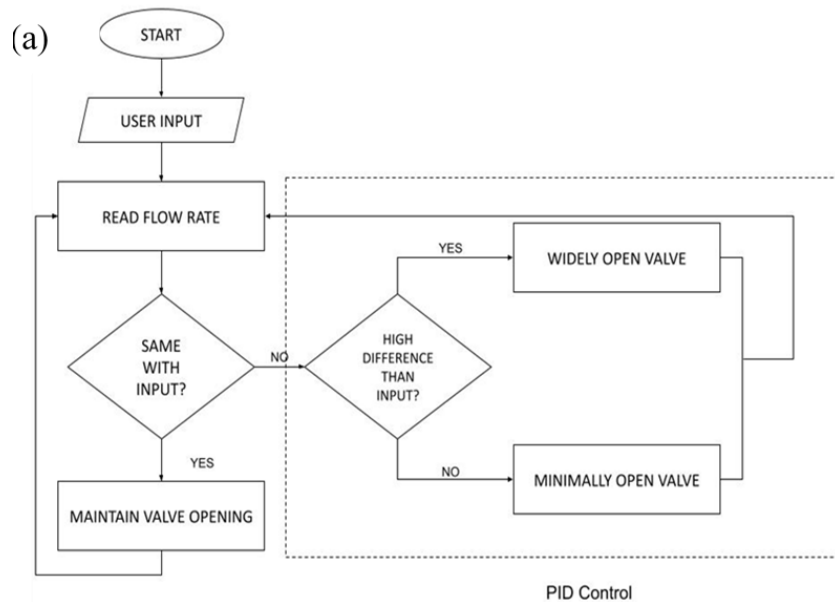 (a)
START
USER INPUT
READ FLOW RATE
SAME
WITH
INPUT?
NO
YES
MAINTAIN VALVE OPENING
HIGH
DIFFERENCE
THAN
INPUT?
YES
WIDELY OPEN VALVE
NO
MINIMALLY OPEN VALVE
PID Control